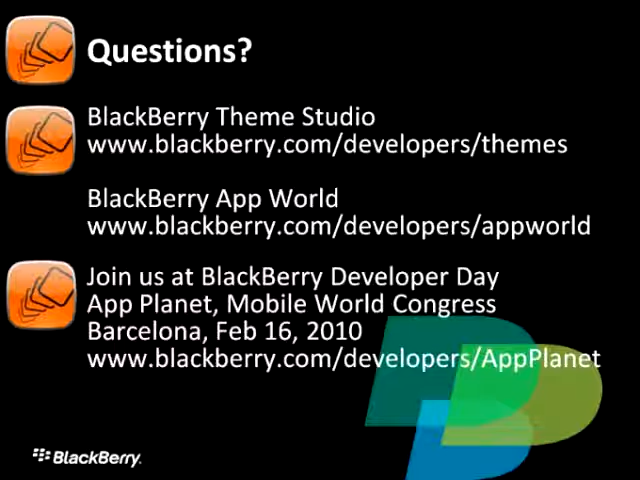 Questions?
BlackBerry Theme Studio
www.blackberry.com/developers/themes
BlackBerry App World
www.blackberry.com/developers/appworld
Join us at BlackBerry Developer Day
App Planet, Mobile World Congress
Barcelona, Feb 16, 2010
www.blackberry.com/developers/AppPlanet
BlackBerry.